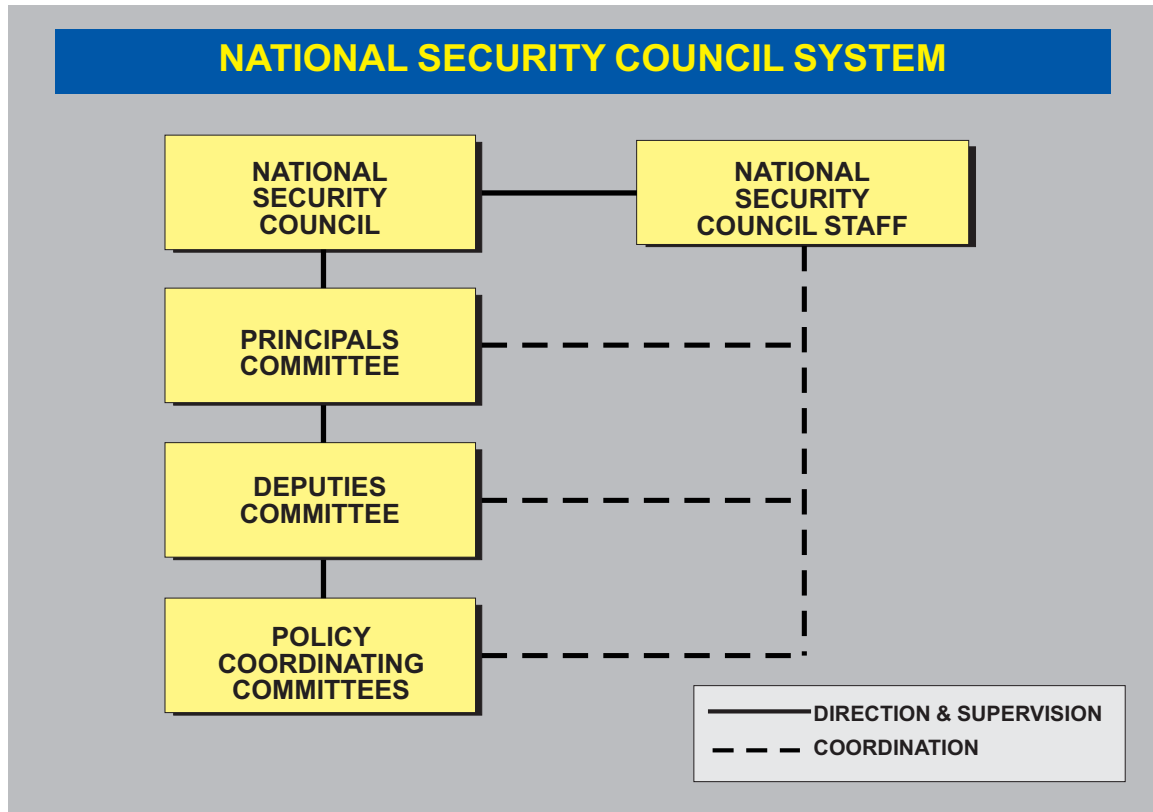 NATIONAL SECURITY COUNCIL SYSTEM
NATIONAL
SECURITY
COUNCIL
NATIONAL
SECURITY
COUNCIL STAFF
PRINCIPALS
COMMITTEE
DEPUTIES
COMMITTEE
POLICY
COORDINATING
COMMITTEES
DIRECTION & SUPERVISION
COORDINATION